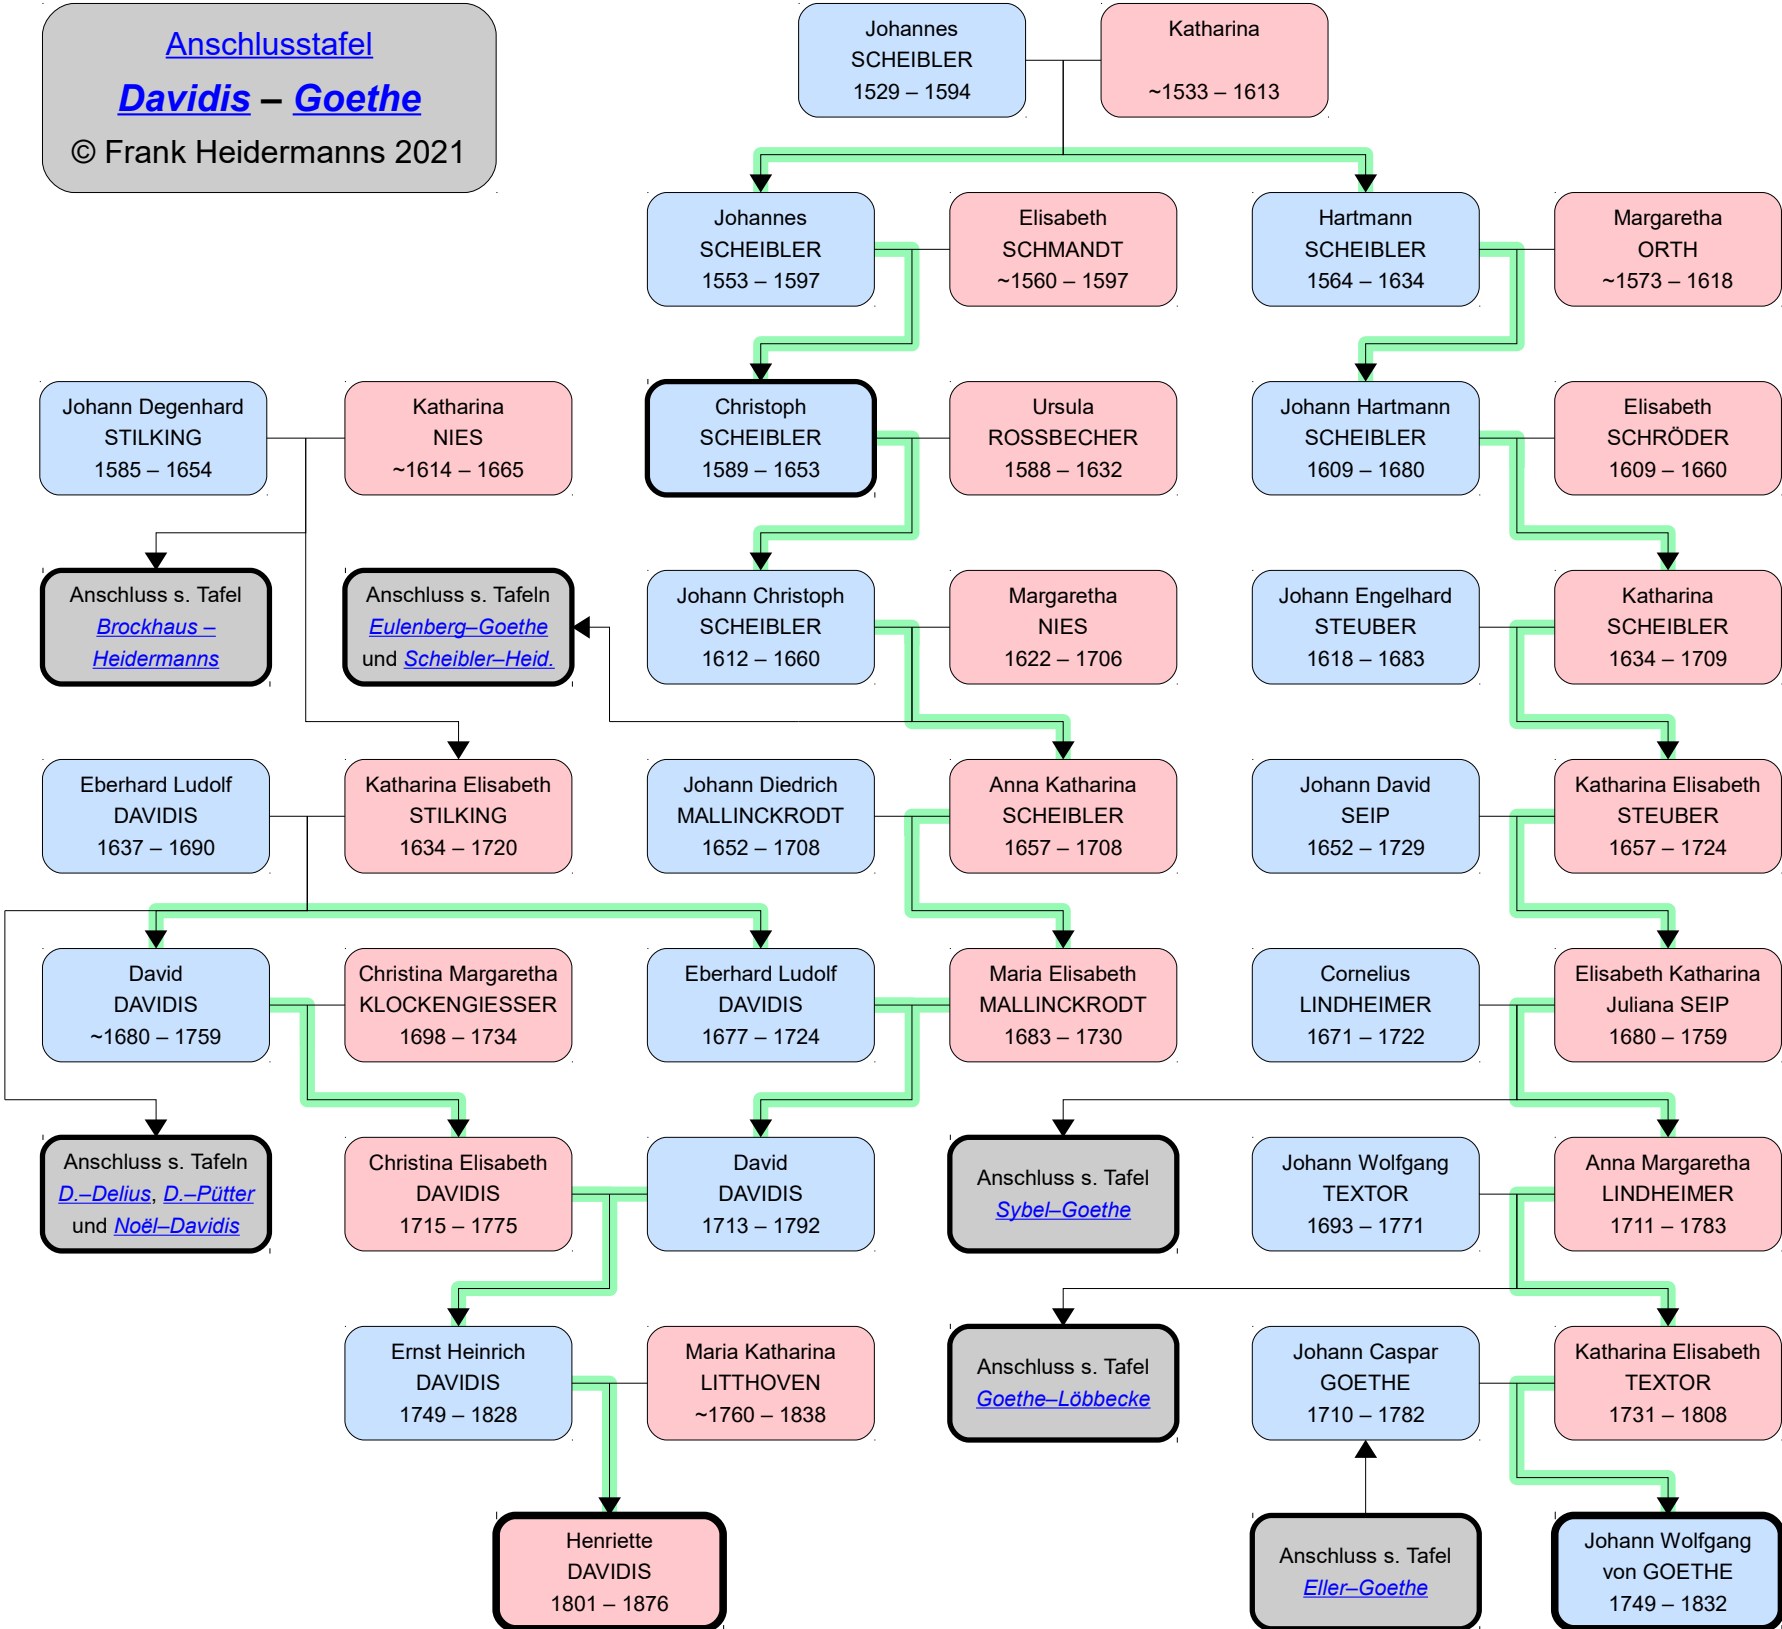 Anschlusstafel
Davidis – Goethe
© Frank Heidermanns 2021
Johannes
SCHEIBLER
1529 – 1594
Katharina
~1533 – 1613
Johannes
SCHEIBLER
1553 – 1597
Elisabeth
SCHMANDT
~1560 – 1597
Hartmann
SCHEIBLER
1564 – 1634
Margaretha
ORTH
~1573 – 1618
Johann Degenhard
STILKING
1585 – 1654
Katharina
NIES
~1614 – 1665
Christoph
SCHEIBLER
1589 – 1653
Ursula
ROSSBECHER
1588 – 1632
Johann Hartmann
SCHEIBLER
1609 – 1680
Elisabeth
SCHRÖDER
1609 – 1660
Anschluss s. Tafel
Brockhaus –
Heidermanns
Anschluss s. Tafeln
Eulenberg–Goethe
und Scheibler–Heid.
Johann Christoph
SCHEIBLER
1612 – 1660
Margaretha
NIES
1622 – 1706
Johann Engelhard
STEUBER
1618 – 1683
Katharina
SCHEIBLER
1634 – 1709
Eberhard Ludolf
DAVIDIS
1637 – 1690
Katharina Elisabeth
STILKING
1634 – 1720
Johann Diedrich
MALLINCKRODT
1652 – 1708
Anna Katharina
SCHEIBLER
1657 – 1708
Johann David
SEIP
1652 – 1729
Katharina Elisabeth
STEUBER
1657 – 1724
David
DAVIDIS
~1680 – 1759
Christina Margaretha
KLOCKENGIESSER
1698 – 1734
Eberhard Ludolf
DAVIDIS
1677 – 1724
Maria Elisabeth
MALLINCKRODT
1683 – 1730
Cornelius
LINDHEIMER
1671 – 1722
Elisabeth Katharina
Juliana SEIP
1680 – 1759
Anschluss s. Tafeln
D.–Delius, D.–Pütter
und Noël–Davidis
Christina Elisabeth
DAVIDIS
1715 – 1775
David
DAVIDIS
1713 – 1792
Anschluss s. Tafel
Sybel–Goethe
Johann Wolfgang
TEXTOR
1693 – 1771
Anna Margaretha
LINDHEIMER
1711 – 1783
Ernst Heinrich
DAVIDIS
1749 – 1828
Maria Katharina
LITTHOVEN
~1760 – 1838
Anschluss s. Tafel
Goethe–Löbbecke
Johann Caspar
GOETHE
1710 – 1782
Katharina Elisabeth
TEXTOR
1731 – 1808
Henriette
DAVIDIS
1801 – 1876
Anschluss s. Tafel
Eller–Goethe
Johann Wolfgang
von GOETHE
1749 – 1832